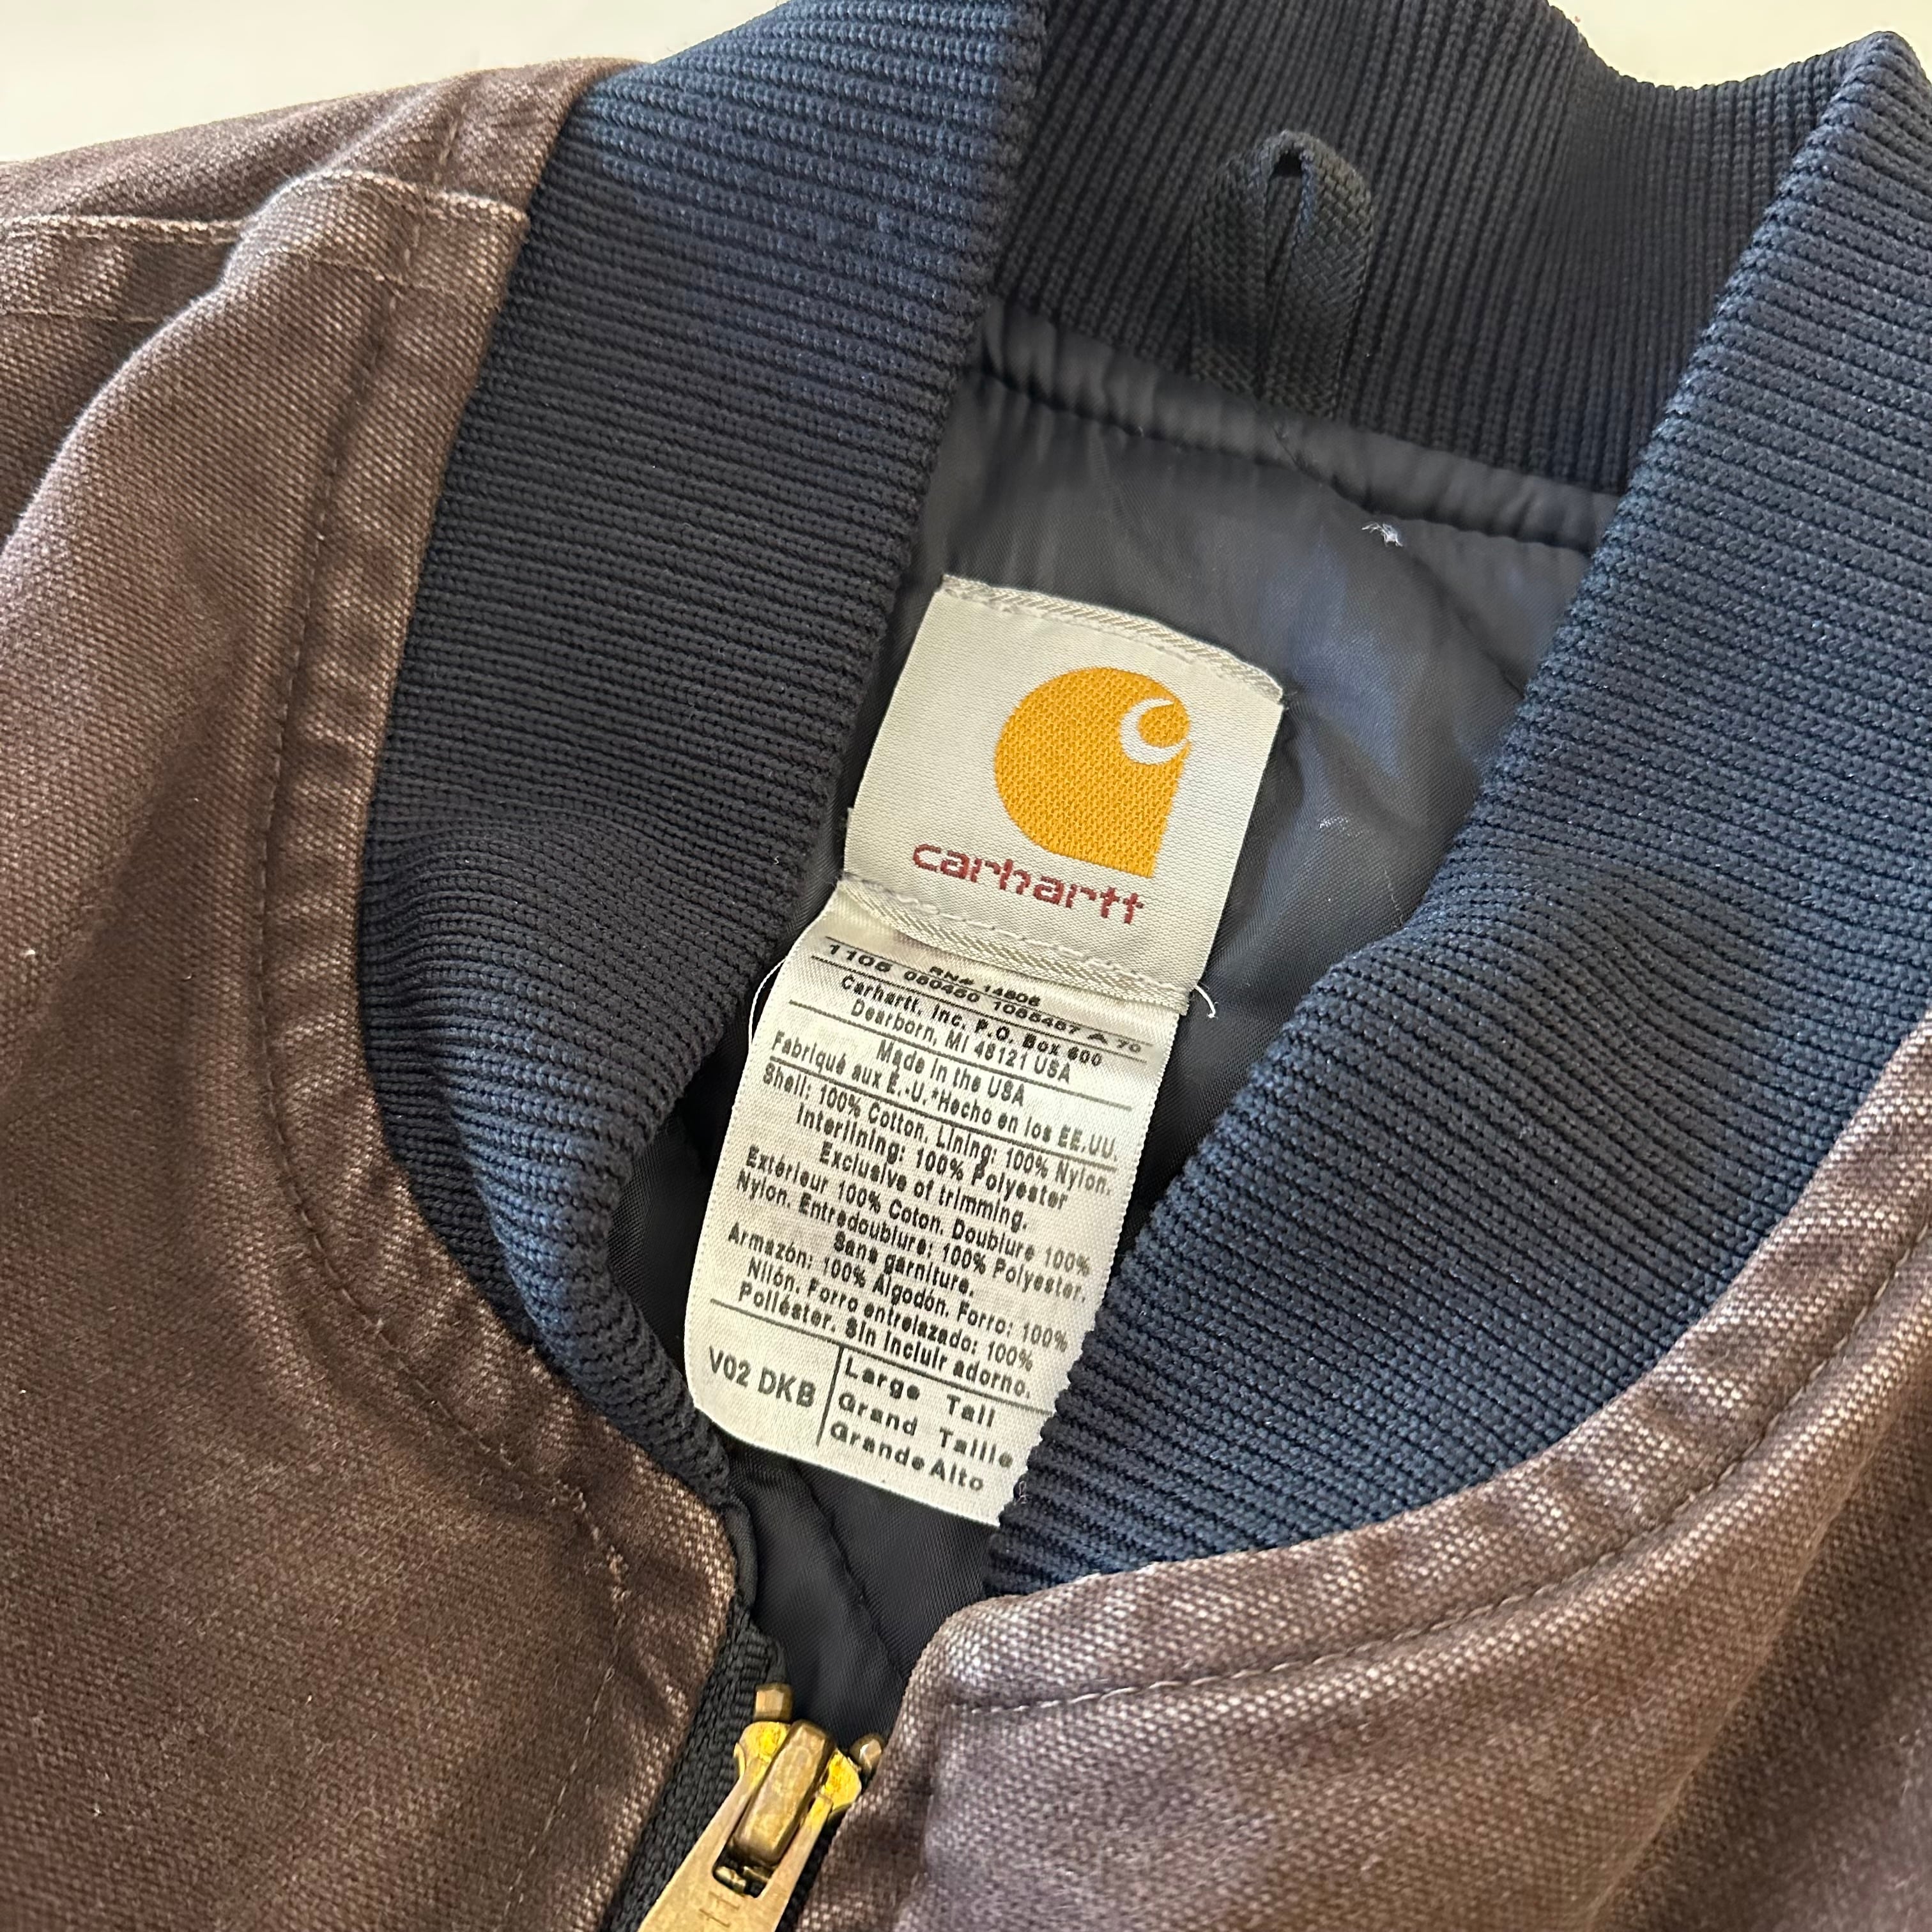 carhartt
RN# 14806
1105 080480 1085487 A 70
Carhartt, Inc. P.O. Box 600
Dearborn, MI 48121 USA
Made in the USA
Fabriqué aux É.-U.*Hecho en los EE.UU.
Shell: 100% Cotton. Lining: 100% Nylon.
Interlining: 100% Polyester
Exclusive of trimming.
Extérieur 100% Coton. Doublure 100%
Nylon. Entredoublure: 100% Polyester.
Sans garniture.
Armazón: 100% Algodón. Forro: 100%
Nilón. Forro entrelazado: 100%
Poliéster. Sin incluir adorno.
V02 DKB
Large Tall
Grand Taille
Grande Alto